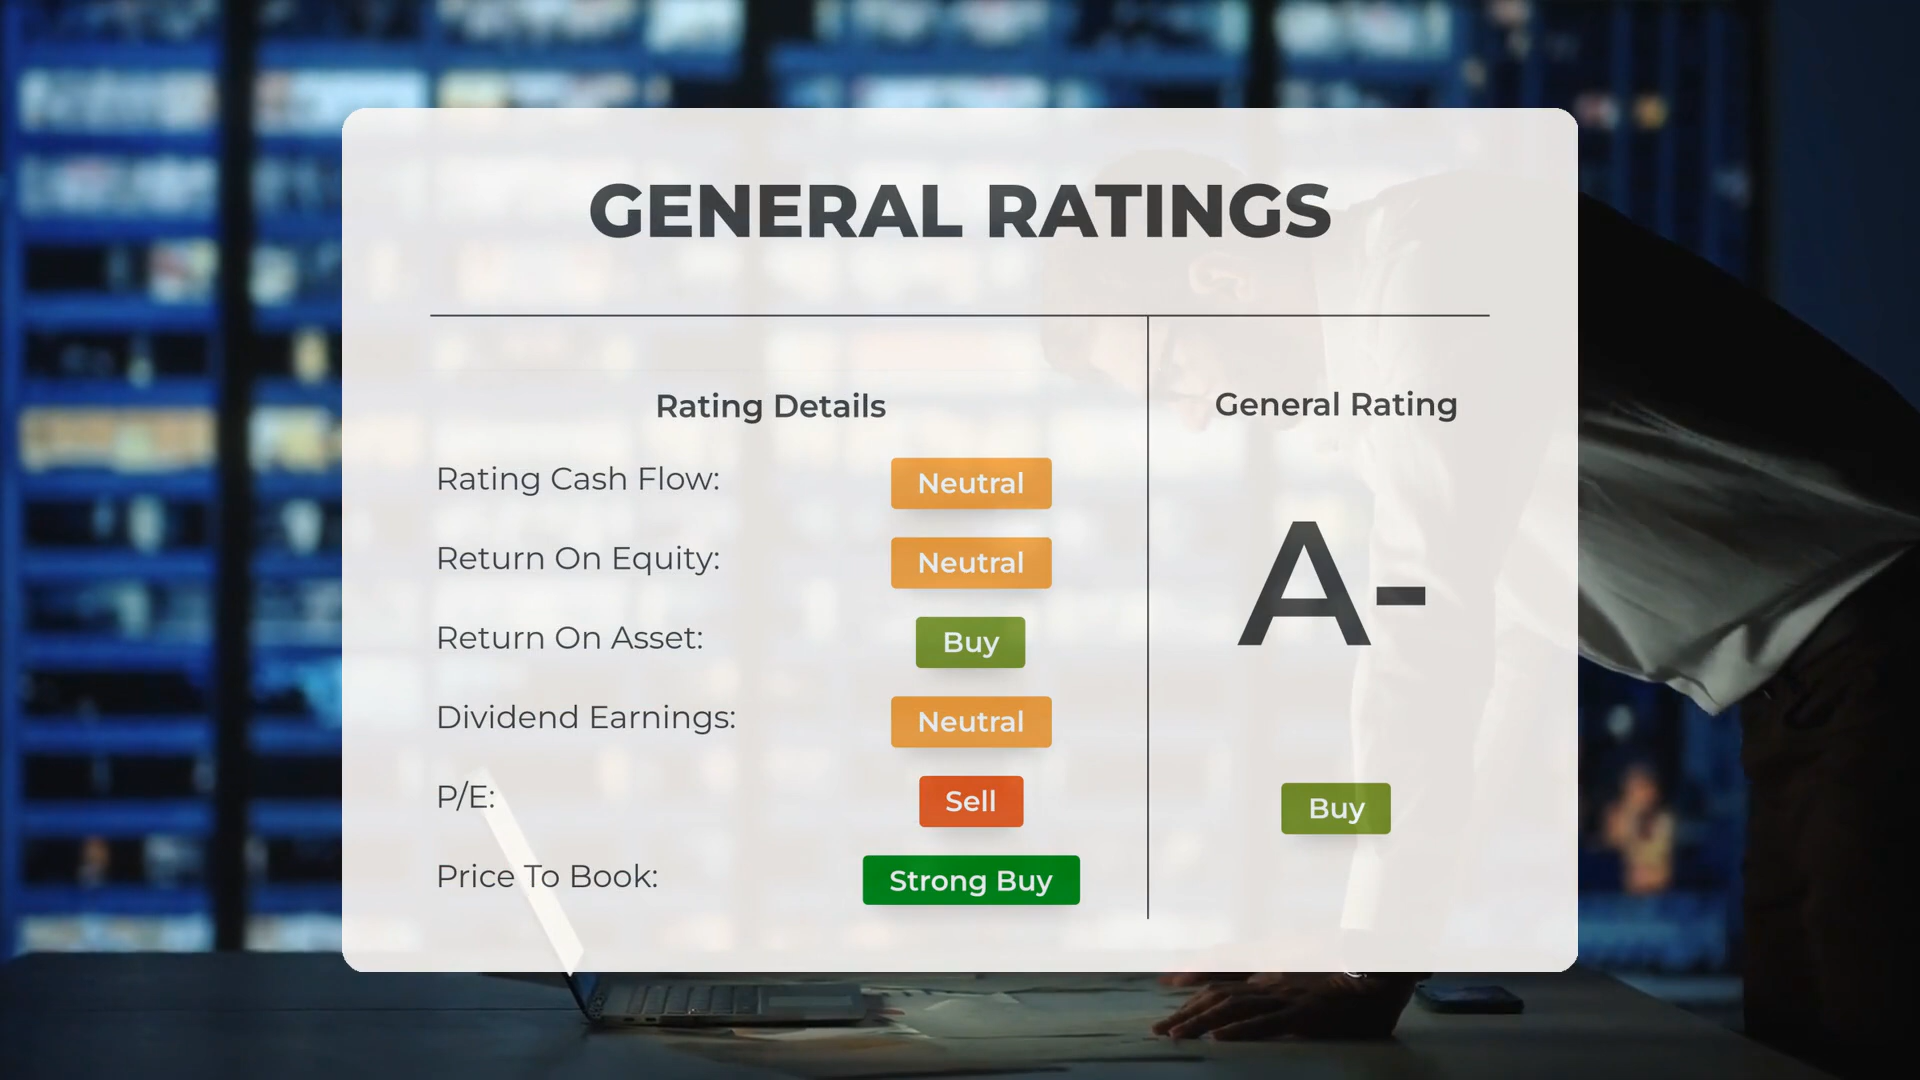 GENERAL RATINGS
Rating Details
Rating Cash Flow: Neutral
Return On Equity: Neutral
Return On Asset: Buy
Dividend Earnings: Neutral
P/E: Sell
Price To Book: Strong Buy
General Rating
A-
Buy